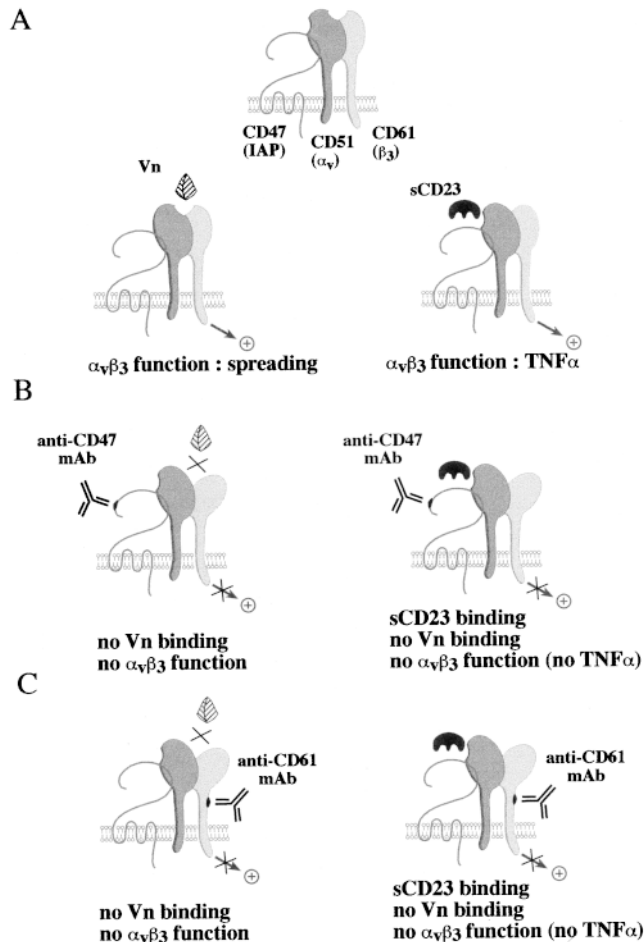 A
CD47
(IAP)
CD51
(αv)
CD61
(β3)
Vn
sCD23
+
+
αvβ3 function : spreading
αvβ3 function : TNFα
B
anti-CD47
mAb
anti-CD47
mAb
+
+
no Vn binding
no αvβ3 function
sCD23 binding
no Vn binding
no αvβ3 function (no TNFα)
C
anti-CD61
mAb
anti-CD61
mAb
+
+
no Vn binding
no αvβ3 function
sCD23 binding
no Vn binding
no αvβ3 function (no TNFα)